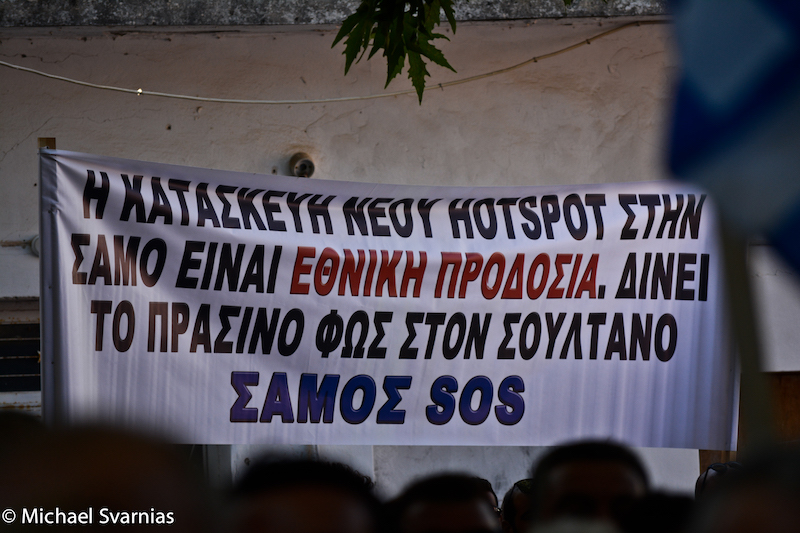 Η ΚΑΤΑΣΚΕΥΗ ΝΕΟΥ HOTSPOT ΣΤΗΝ
ΣΑΜΟ ΕΙΝΑΙ ΕΘΝΙΚΗ ΠΡΟΔΟΣΙΑ. ΔΙΝΕΙ
ΤΟ ΠΡΑΣΙΝΟ ΦΩΣ ΣΤΟΝ ΣΟΥΛΤΑΝΟ
ΣΑΜΟΣ SOS
© Michael Svarnias